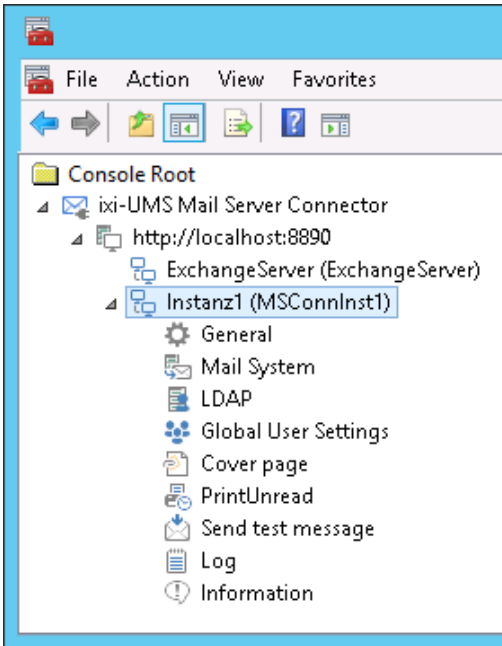 File Action View Favorites
Console Root
ixi-UMS Mail Server Connector
http://localhost:8890
ExchangeServer (ExchangeServer)
Instanz1 (MSConnInst1)
General
Mail System
LDAP
Global User Settings
Cover page
PrintUnread
Send test message
Log
Information